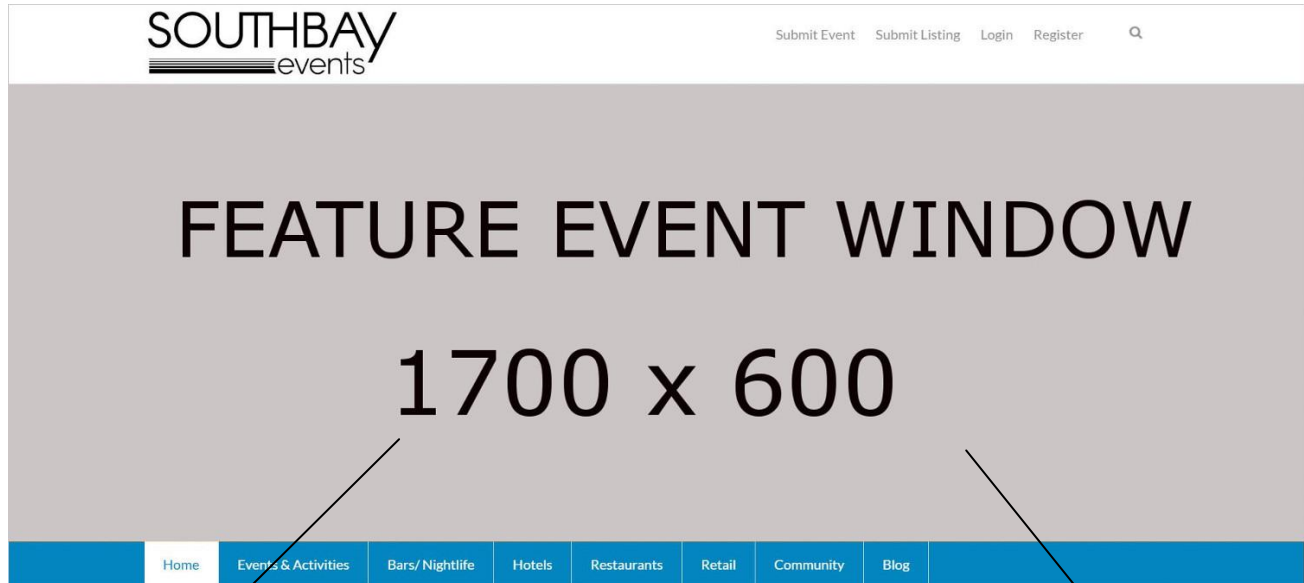 SOUTHBAY
events
Submit Event Submit Listing Login Register
FEATURE EVENT WINDOW
1700 x 600
Home Events & Activities Bars/ Nightlife Hotels Restaurants Retail Community Blog